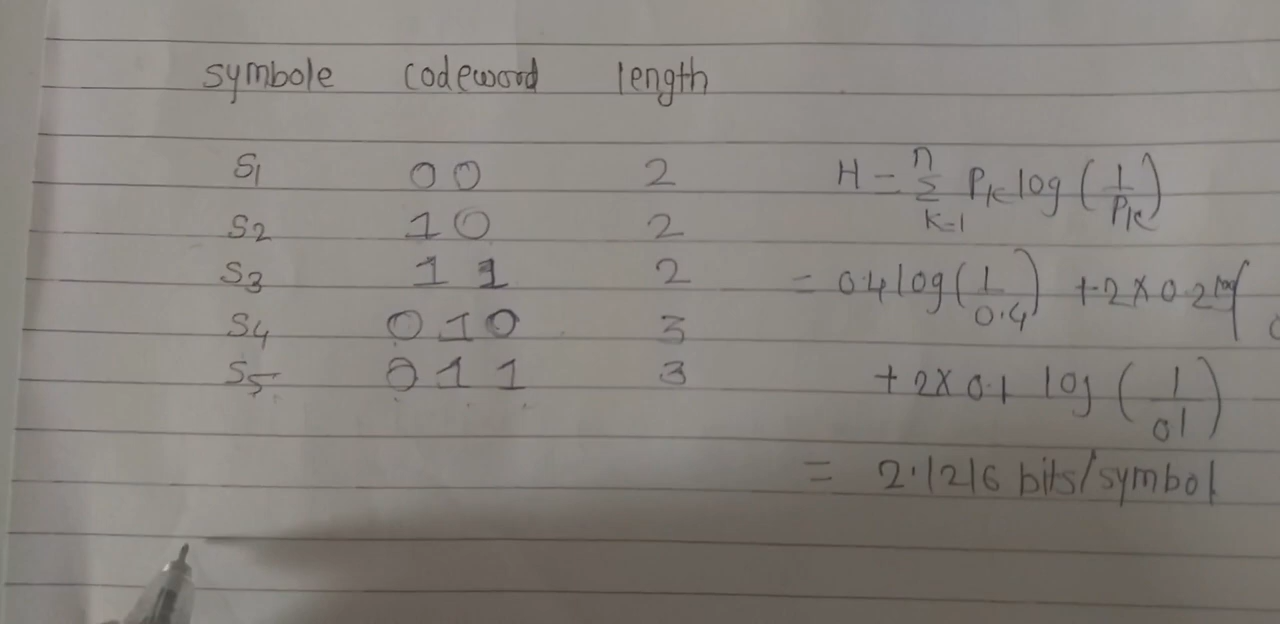 symbole codeword length
S1 00 2 H = n Σ k=1 Pk log (1/Pk)
S2 10 2
S3 11 2 = 0.4 log (1/0.4) + 2 × 0.2 log (
S4 010 3
S5 011 3 + 2 × 0.1 log (1/01)
= 2.1216 bits/symbol